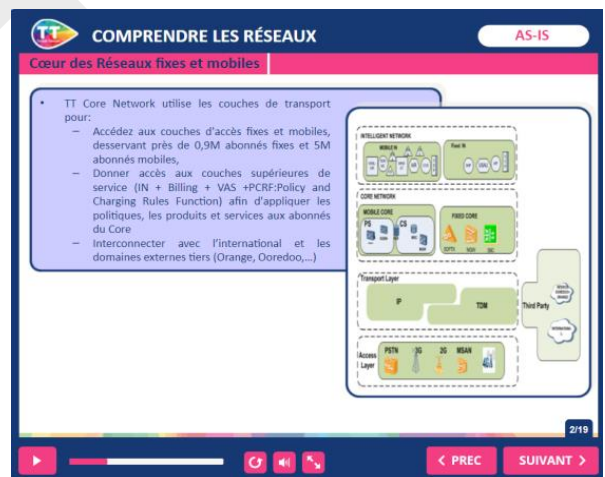 TT
COMPRENDRE LES RÉSEAUX
AS-IS
Cœur des Réseaux fixes et mobiles
• TT Core Network utilise les couches de transport
pour:
– Accédez aux couches d'accès fixes et mobiles,
desservant près de 0,9M abonnés fixes et 5M
abonnés mobiles,
– Donner accès aux couches supérieures de
service (IN + Billing + VAS +PCRF:Policy and
Charging Rules Function) afin d'appliquer les
politiques, les produits et services aux abonnés
du Core
– Interconnecter avec l'international et les
domaines externes tiers (Orange, Ooredoo,...)
INTELLIGENT NETWORK
MOBILE IN
Fixed IN
CORE NETWORK
MOBILE CORE
PS
CS
FIXED CORE
Transport Layer
IP
TDM
Third Party
Access
Layer
PSTN
3G
2G
MSAN
2/19
< PREC
SUIVANT >